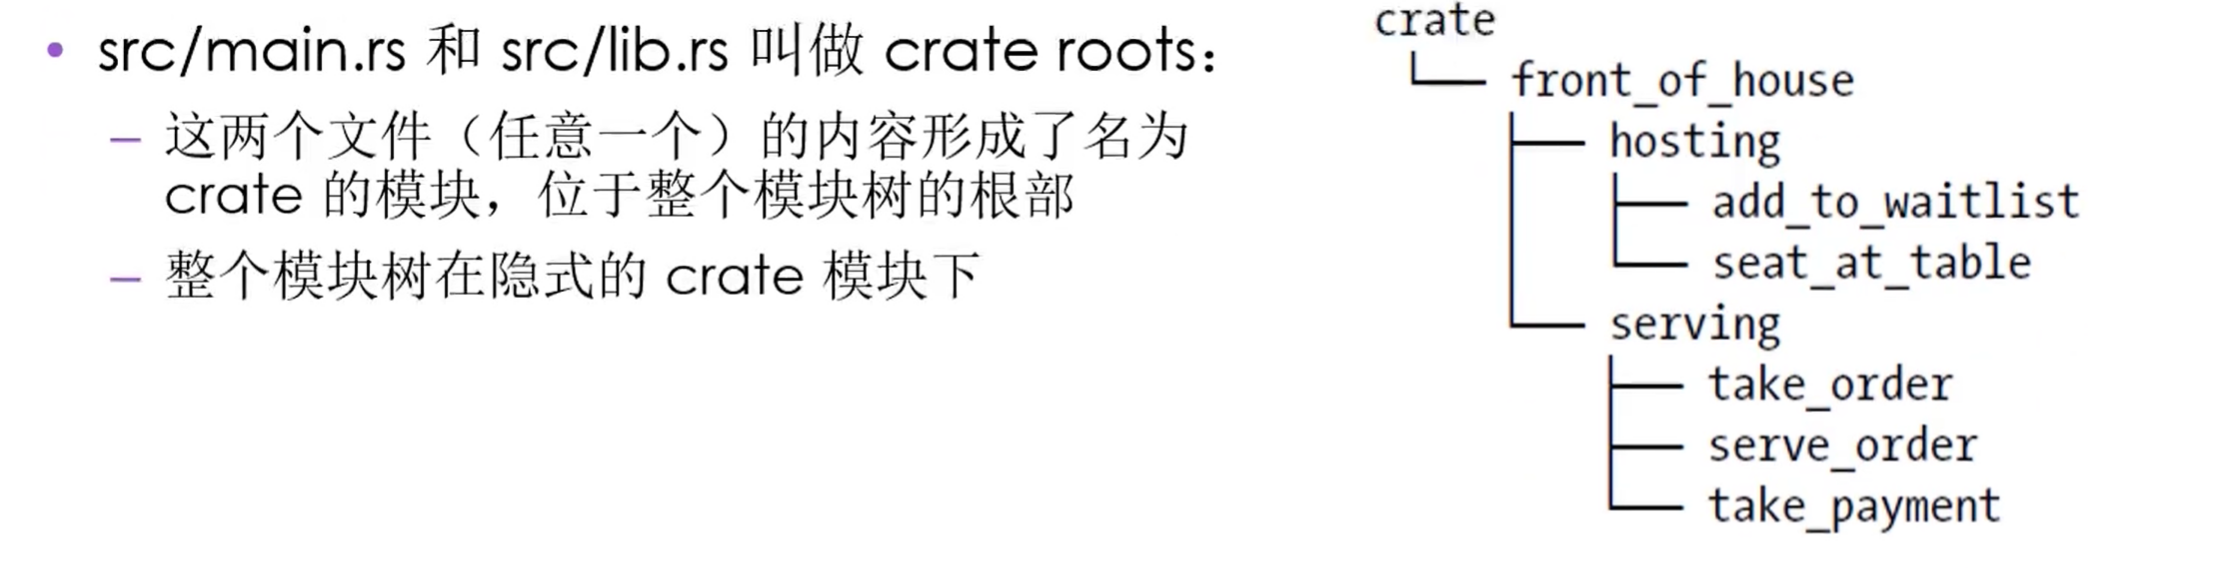 • src/main.rs 和 src/lib.rs 叫做 crate roots：
– 这两个文件（任意一个）的内容形成了名为
crate 的模块，位于整个模块树的根部
– 整个模块树在隐式的 crate 模块下
crate
front_of_house
hosting
add_to_waitlist
seat_at_table
serving
take_order
serve_order
take_payment